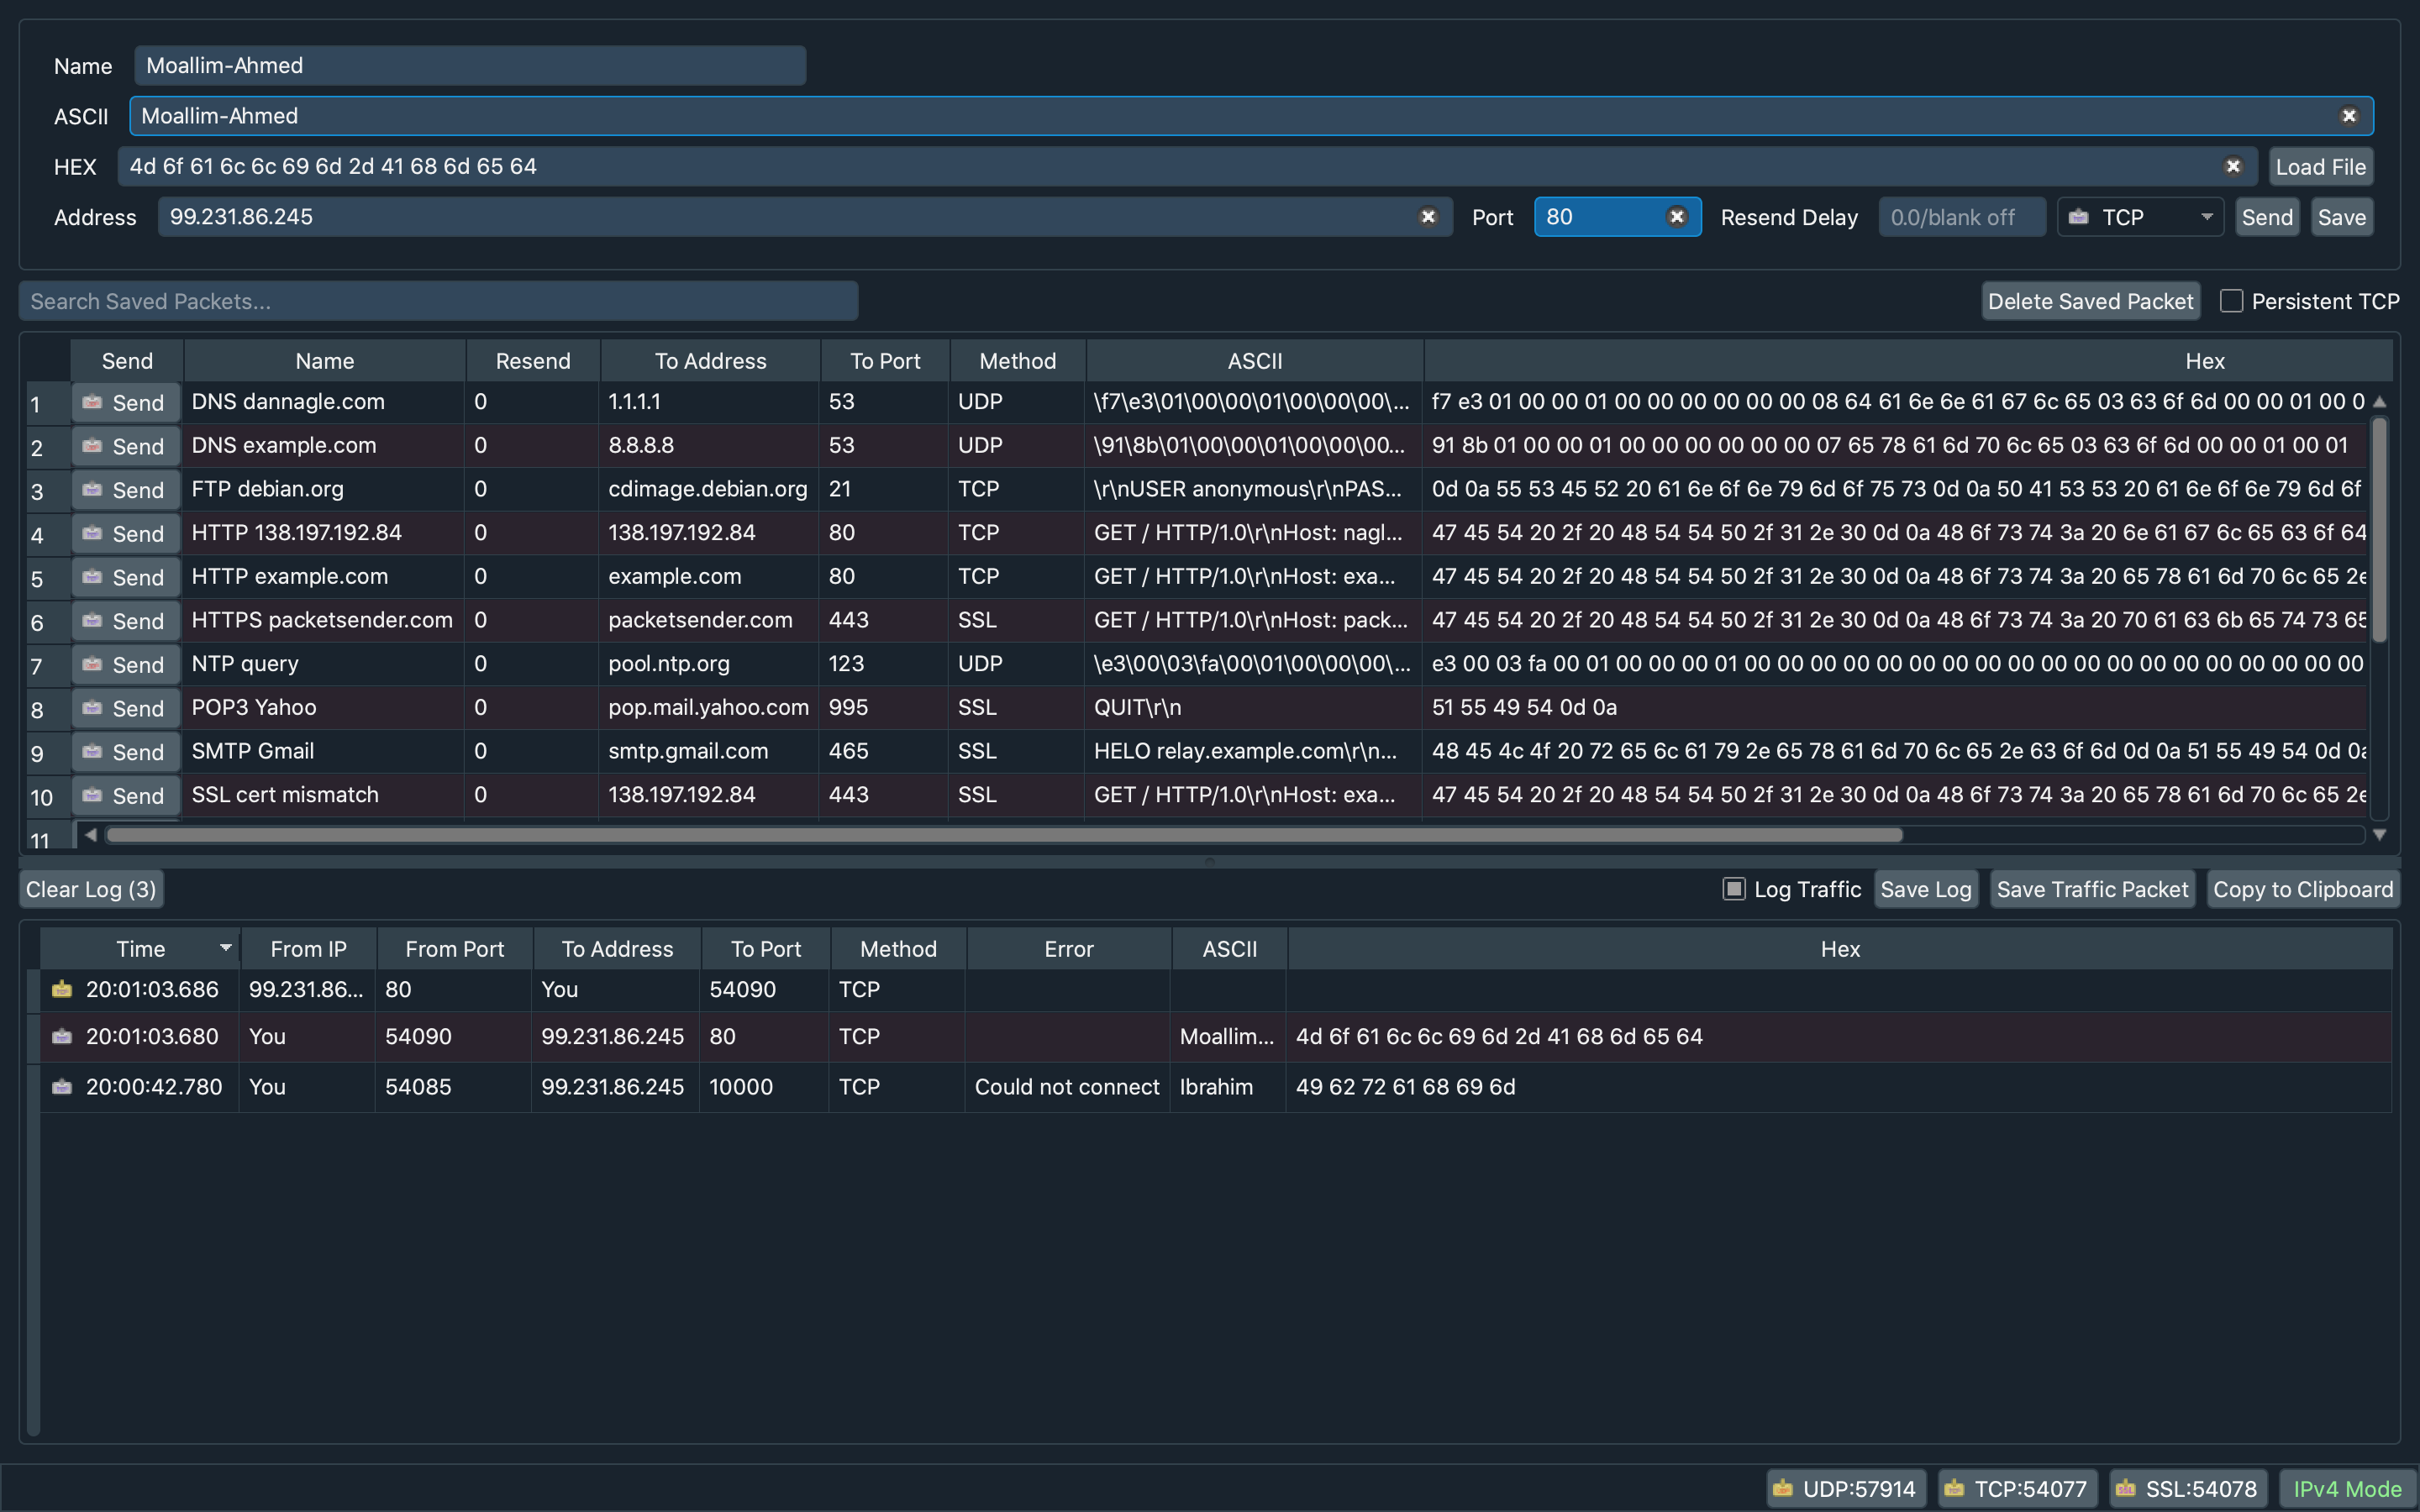 Name Moallim-Ahmed
ASCII Moallim-Ahmed
HEX 4d 6f 61 6c 6c 69 6d 2d 41 68 6d 65 64 Load File
Address 99.231.86.245 Port 80 Resend Delay 0.0/blank off TCP Send Save
Search Saved Packets... Delete Saved Packet Persistent TCP
Send Name Resend To Address To Port Method ASCII Hex
1 Send DNS dannagle.com 0 1.1.1.1 53 UDP \f7\e3\01\00\00\01\00\00\00\... f7 e3 01 00 00 01 00 00 00 00 00 00 08 64 61 6e 6e 61 67 6c 65 03 63 6f 6d 00 00 01 00 0
2 Send DNS example.com 0 8.8.8.8 53 UDP \91\8b\01\00\00\01\00\00\00... 91 8b 01 00 00 01 00 00 00 00 00 00 07 65 78 61 6d 70 6c 65 03 63 6f 6d 00 00 01 00 01
3 Send FTP debian.org 0 cdimage.debian.org 21 TCP \r\nUSER anonymous\r\nPAS... 0d 0a 55 53 45 52 20 61 6e 6f 6e 79 6d 6f 75 73 0d 0a 50 41 53 53 20 61 6e 6f 6e 79 6d 6f
4 Send HTTP 138.197.192.84 0 138.197.192.84 80 TCP GET / HTTP/1.0\r\nHost: nagl... 47 45 54 20 2f 20 48 54 54 50 2f 31 2e 30 0d 0a 48 6f 73 74 3a 20 6e 61 67 6c 65 63 6f 64
5 Send HTTP example.com 0 example.com 80 TCP GET / HTTP/1.0\r\nHost: exa... 47 45 54 20 2f 20 48 54 54 50 2f 31 2e 30 0d 0a 48 6f 73 74 3a 20 65 78 61 6d 70 6c 65 2e
6 Send HTTPS packetsender.com 0 packetsender.com 443 SSL GET / HTTP/1.0\r\nHost: pack... 47 45 54 20 2f 20 48 54 54 50 2f 31 2e 30 0d 0a 48 6f 73 74 3a 20 70 61 63 6b 65 74 73 65
7 Send NTP query 0 pool.ntp.org 123 UDP \e3\00\03\fa\00\01\00\00\00\... e3 00 03 fa 00 01 00 00 00 01 00 00 00 00 00 00 00 00 00 00 00 00 00 00 00 00 00 00 00
8 Send POP3 Yahoo 0 pop.mail.yahoo.com 995 SSL QUIT\r\n 51 55 49 54 0d 0a
9 Send SMTP Gmail 0 smtp.gmail.com 465 SSL HELO relay.example.com\r\n... 48 45 4c 4f 20 72 65 6c 61 79 2e 65 78 61 6d 70 6c 65 2e 63 6f 6d 0d 0a 51 55 49 54 0d 0a
10 Send SSL cert mismatch 0 138.197.192.84 443 SSL GET / HTTP/1.0\r\nHost: exa... 47 45 54 20 2f 20 48 54 54 50 2f 31 2e 30 0d 0a 48 6f 73 74 3a 20 65 78 61 6d 70 6c 65 2e
11
Clear Log (3) Log Traffic Save Log Save Traffic Packet Copy to Clipboard
Time From IP From Port To Address To Port Method Error ASCII Hex
20:01:03.686 99.231.86... 80 You 54090 TCP
20:01:03.680 You 54090 99.231.86.245 80 TCP Moallim... 4d 6f 61 6c 6c 69 6d 2d 41 68 6d 65 64
20:00:42.780 You 54085 99.231.86.245 10000 TCP Could not connect Ibrahim 49 62 72 61 68 69 6d
UDP:57914 TCP:54077 SSL:54078 IPv4 Mode